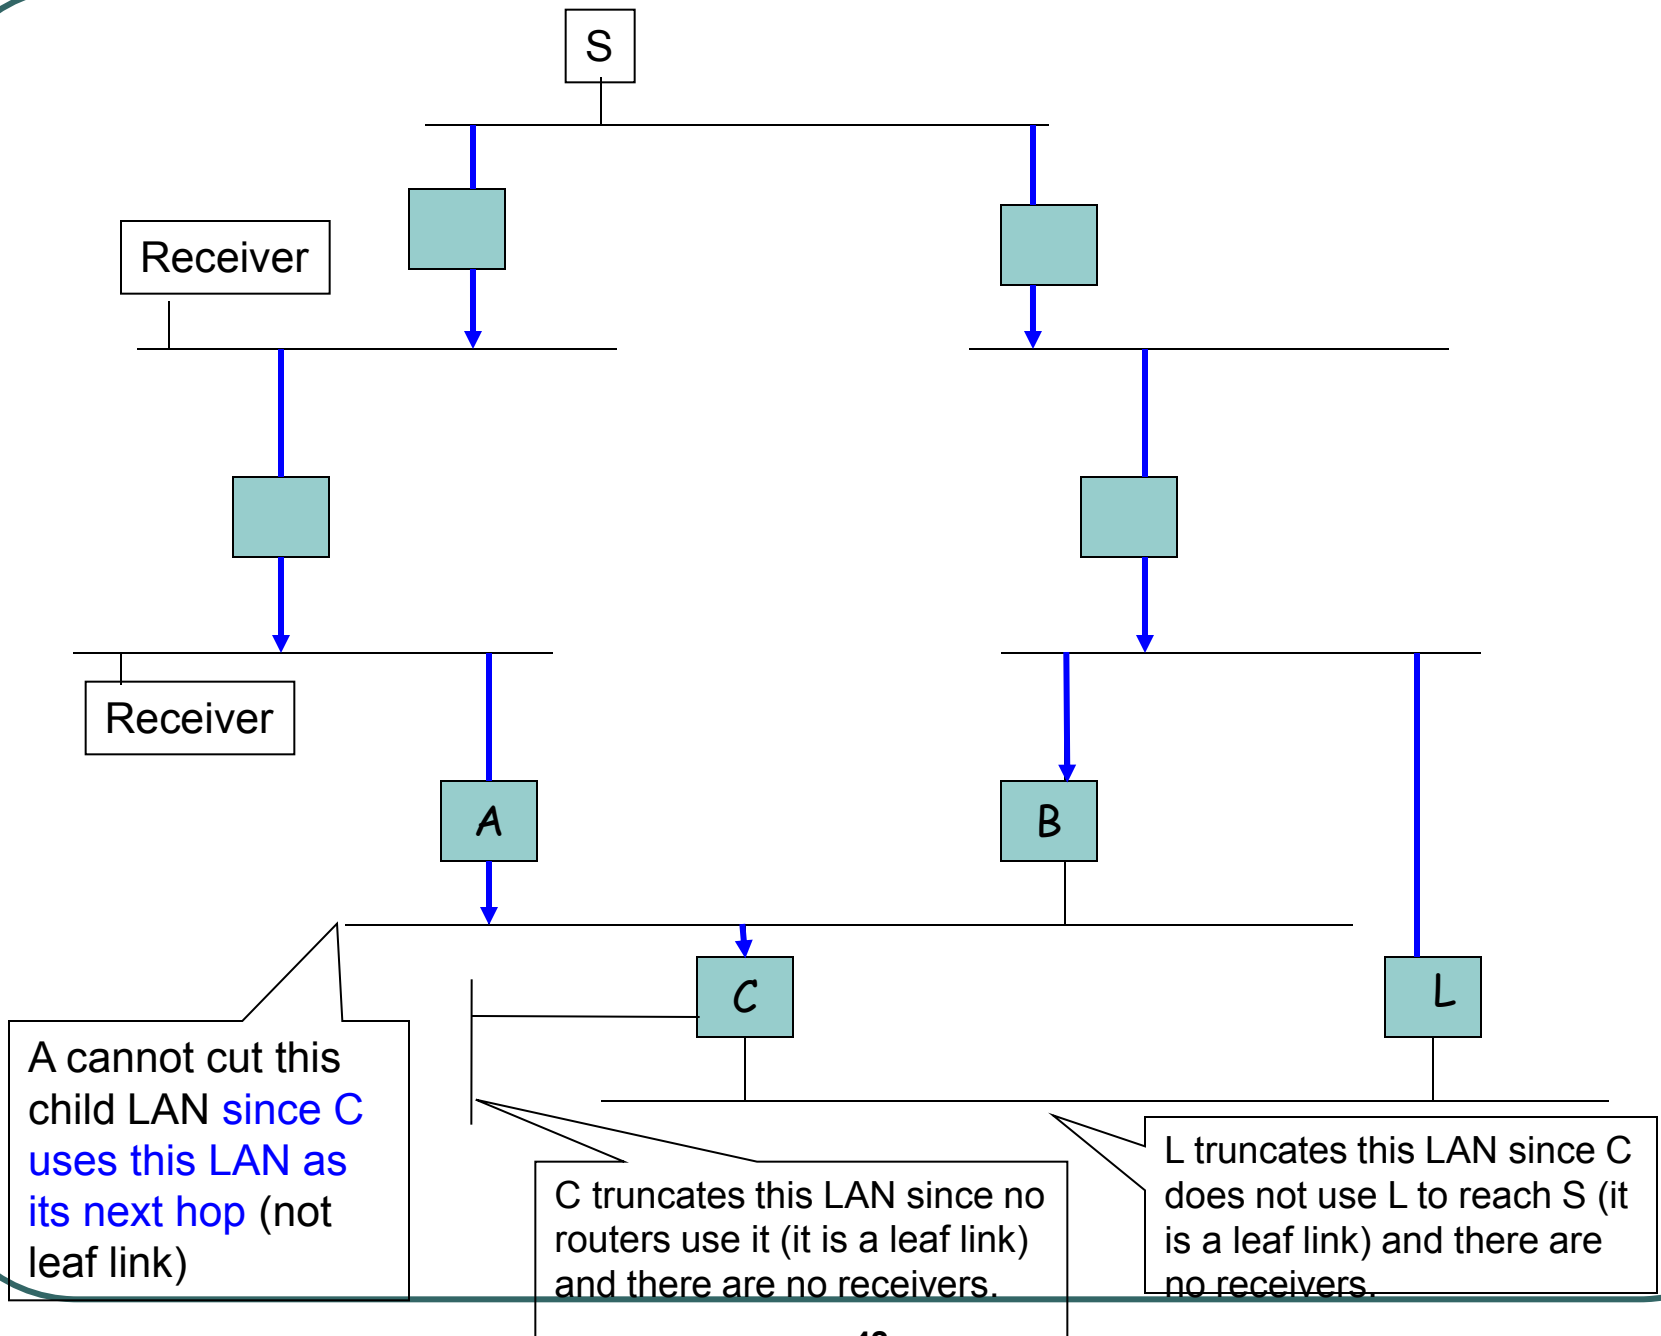 S
Receiver
Receiver
A
B
C
L
A cannot cut this
child LAN since C
uses this LAN as
its next hop (not
leaf link)
C truncates this LAN since no
routers use it (it is a leaf link)
and there are no receivers.
L truncates this LAN since C
does not use L to reach S (it
is a leaf link) and there are
no receivers.